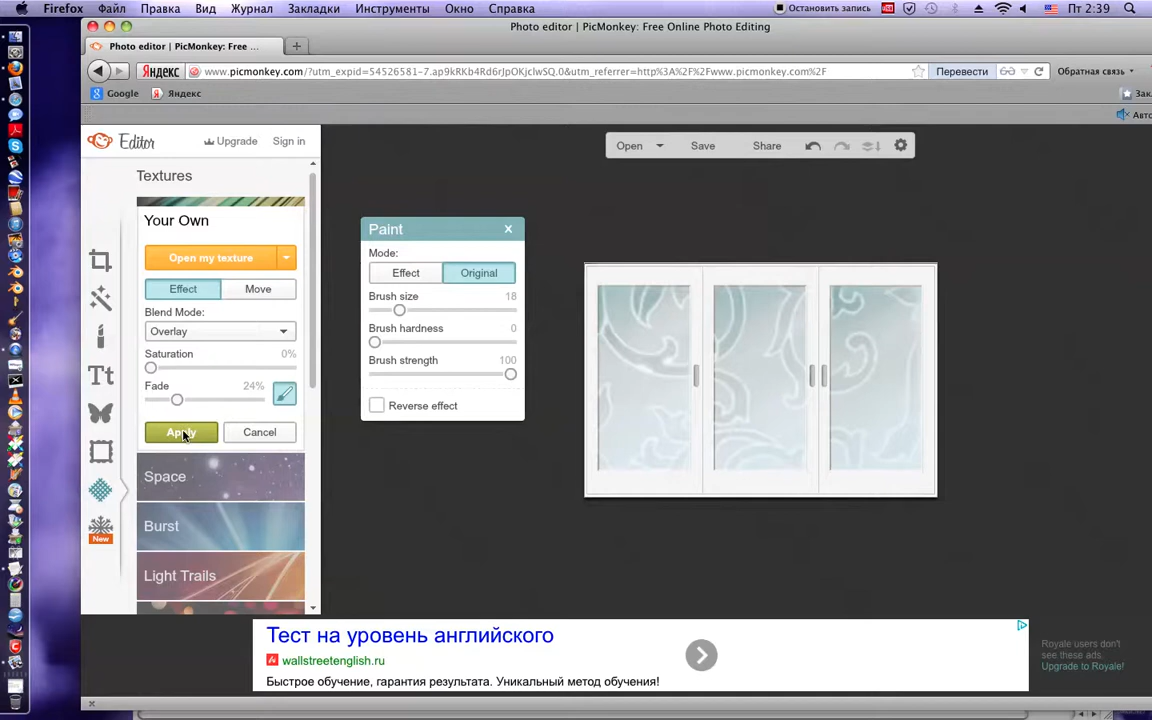 Firefox Файл Правка Вид Журнал Закладки Инструменты Окно Справка Остановить запись Пт 2:39
Photo editor | PicMonkey: Free Online Photo Editing
Photo editor | PicMonkey: Free ...
Яндекс www.picmonkey.com/?utm_expid=54526581-7.ap9kRKb4Rd6rJpOKjclwSQ.0&utm_referrer=http%3A%2F%2Fwww.picmonkey.com%2F Перевести Обратная связь
Google Яндекс Зак
Авто
Editor Upgrade Sign in
Open Save Share
Textures
Your Own
Open my texture
Effect Move
Blend Mode:
Overlay
Saturation 0%
Fade 24%
Apply Cancel
Space
Burst
Light Trails
Tt
New
Paint
Mode:
Effect Original
Brush size 18
Brush hardness 0
Brush strength 100
Reverse effect
Тест на уровень английского
wallstreetenglish.ru
Быстрое обучение, гарантия результата. Уникальный метод обучения!
Royale users don't
see these ads.
Upgrade to Royale!